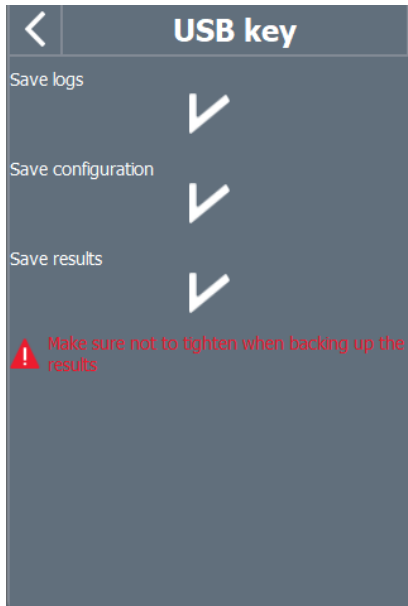 USB key
Save logs
Save configuration
Save results
Make sure not to tighten when backing up the
results